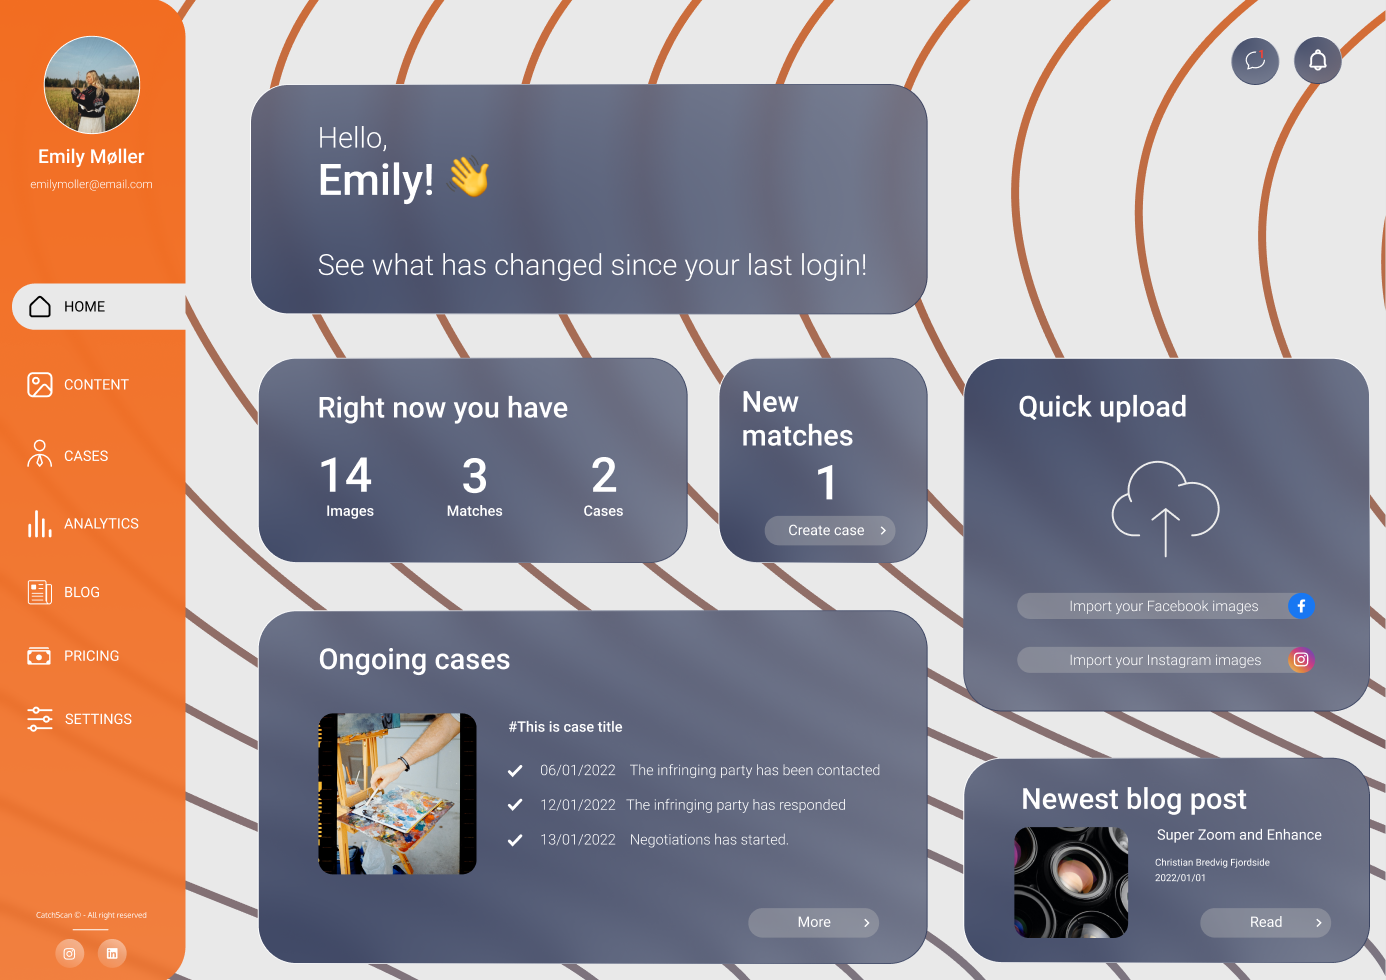 Emily Møller
emilymoller@email.com
HOME
CONTENT
CASES
ANALYTICS
BLOG
PRICING
SETTINGS
CatchScan © - All right reserved
Hello,
Emily! 👋
See what has changed since your last login!
Right now you have
14 3 2
Images Matches Cases
New
matches
1
Create case
Quick upload
Import your Facebook images
Import your Instagram images
Ongoing cases
#This is case title
06/01/2022 The infringing party has been contacted
12/01/2022 The infringing party has responded
13/01/2022 Negotiations has started.
More
Newest blog post
Super Zoom and Enhance
Christian Bredvig Fjordside
2022/01/01
Read